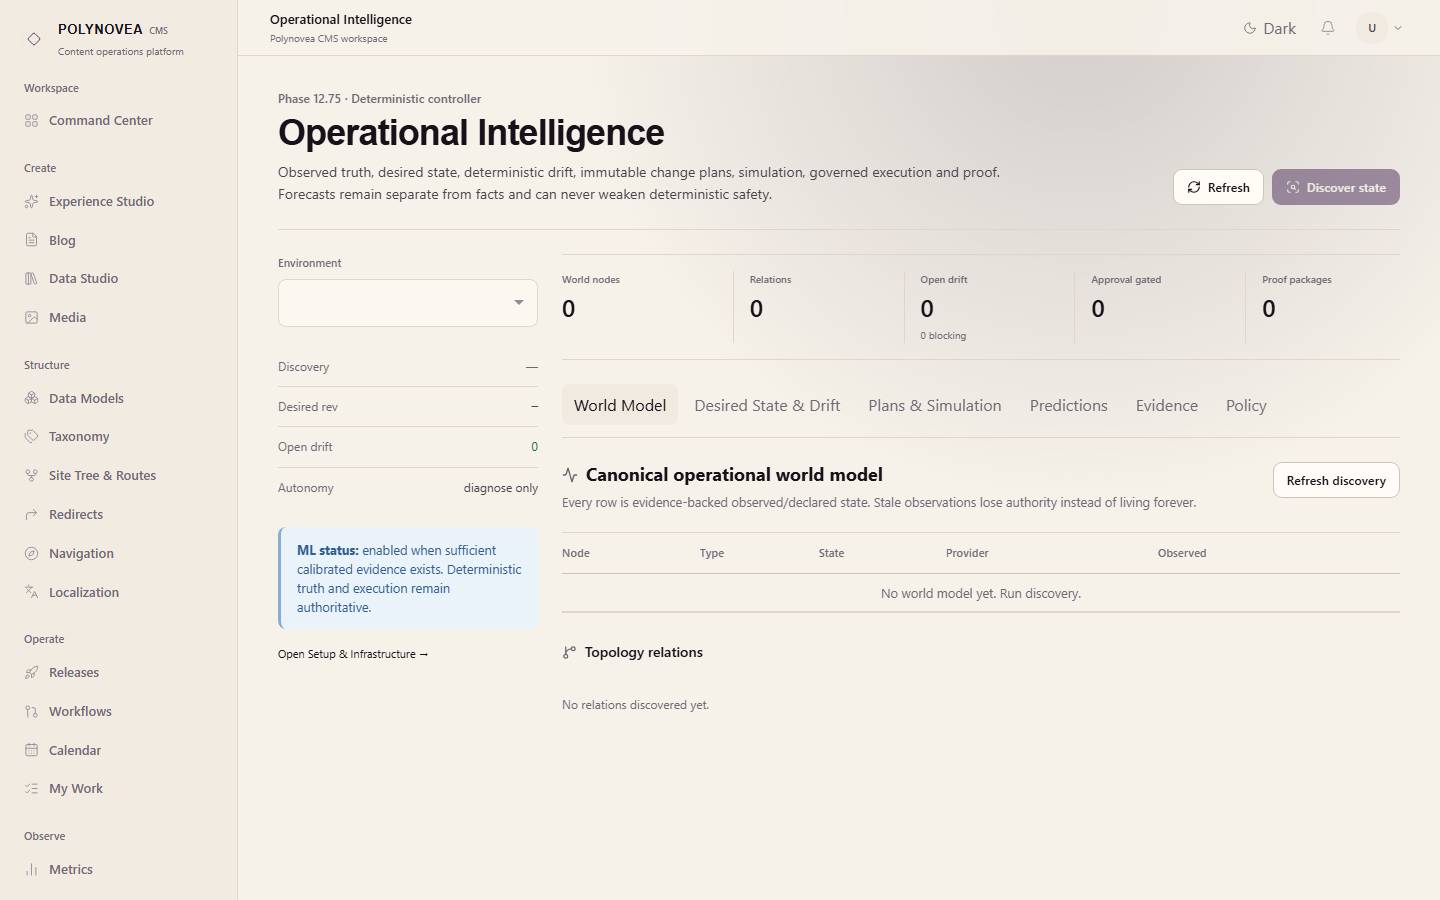 POLYNOVEA CMS
Content operations platform
Workspace
Command Center
Create
Experience Studio
Blog
Data Studio
Media
Structure
Data Models
Taxonomy
Site Tree & Routes
Redirects
Navigation
Localization
Operate
Releases
Workflows
Calendar
My Work
Observe
Metrics
Operational Intelligence
Polynovea CMS workspace
Dark
U
Phase 12.75 · Deterministic controller
Operational Intelligence
Observed truth, desired state, deterministic drift, immutable change plans, simulation, governed execution and proof.
Forecasts remain separate from facts and can never weaken deterministic safety.
Refresh
Discover state
Environment
Discovery —
Desired rev –
Open drift 0
Autonomy diagnose only
ML status: enabled when sufficient
calibrated evidence exists. Deterministic
truth and execution remain
authoritative.
Open Setup & Infrastructure →
World nodes
0
Relations
0
Open drift
0
0 blocking
Approval gated
0
Proof packages
0
World Model Desired State & Drift Plans & Simulation Predictions Evidence Policy
Canonical operational world model
Every row is evidence-backed observed/declared state. Stale observations lose authority instead of living forever.
Refresh discovery
Node Type State Provider Observed
No world model yet. Run discovery.
Topology relations
No relations discovered yet.